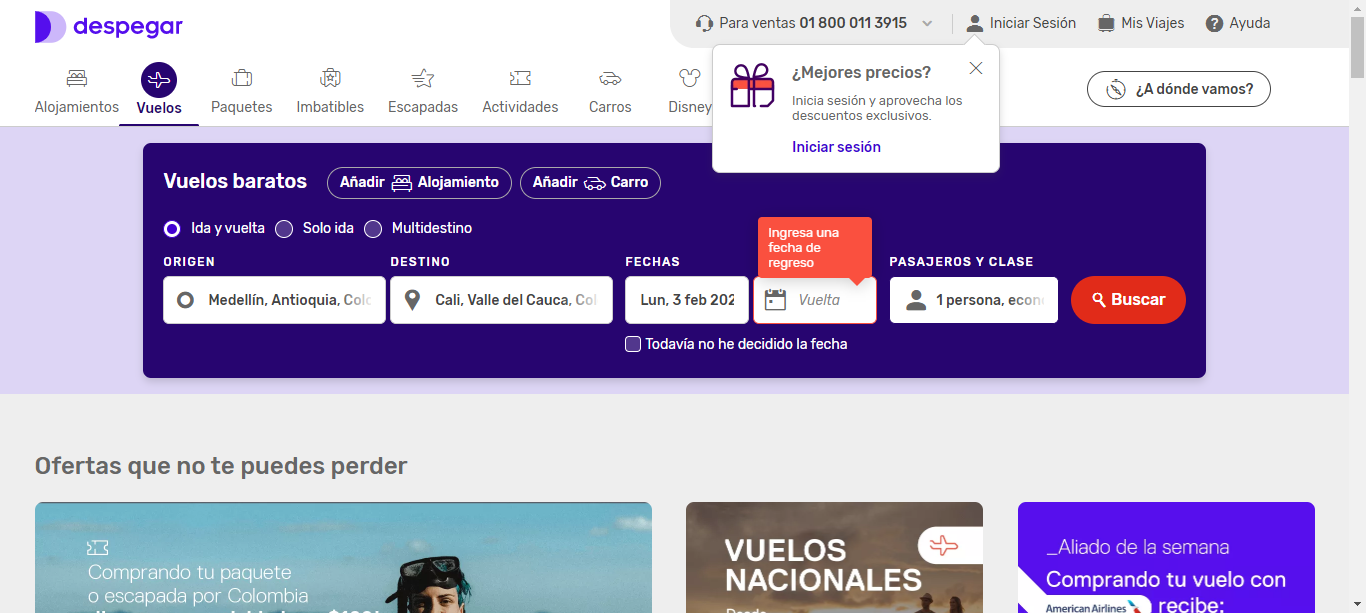 despegar
Para ventas 01 800 011 3915
Iniciar Sesión
Mis Viajes
Ayuda
Alojamientos
Vuelos
Paquetes
Imbatibles
Escapadas
Actividades
Carros
Disney
¿A dónde vamos?
¿Mejores precios?
Inicia sesión y aprovecha los
descuentos exclusivos.
Iniciar sesión
Vuelos baratos
Añadir Alojamiento
Añadir Carro
Ida y vuelta
Solo ida
Multidestino
Ingresa una
fecha de
regreso
ORIGEN
DESTINO
FECHAS
PASAJEROS Y CLASE
Medellín, Antioquia, Colo
Cali, Valle del Cauca, Col
Lun, 3 feb 202
Vuelta
1 persona, econ
Buscar
Todavía no he decidido la fecha
Ofertas que no te puedes perder
Comprando tu paquete
o escapada por Colombia
VUELOS
NACIONALES
Desde
_Aliado de la semana
Comprando tu vuelo con
American Airlines recibe: